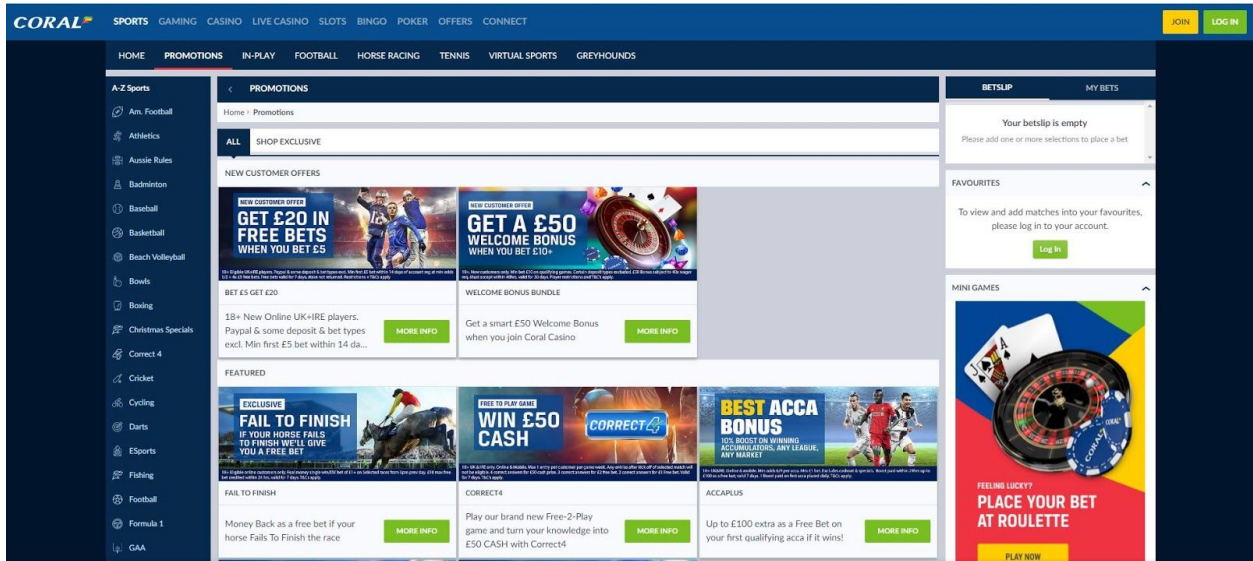 CORAL
SPORTS GAMING CASINO LIVE CASINO SLOTS BINGO POKER OFFERS CONNECT
JOIN
LOG IN
HOME PROMOTIONS IN-PLAY FOOTBALL HORSE RACING TENNIS VIRTUAL SPORTS GREYHOUNDS
A-Z Sports
Am. Football
Athletics
Aussie Rules
Badminton
Baseball
Basketball
Beach Volleyball
Bowls
Boxing
Christmas Specials
Correct 4
Cricket
Cycling
Darts
ESports
Fishing
Football
Formula 1
GAA
PROMOTIONS
Home Promotions
ALL SHOP EXCLUSIVE
NEW CUSTOMER OFFERS
NEW CUSTOMER OFFER
GET £20 IN
FREE BETS
WHEN YOU BET £5
BET £5 GET £20
18+ New Online UK+IRE players.
Paypal & some deposit & bet types
excl. Min first £5 bet within 14 da...
MORE INFO
NEW CUSTOMER OFFER
GET A £50
WELCOME BONUS
WHEN YOU BET £10+
WELCOME BONUS BUNDLE
Get a smart £50 Welcome Bonus
when you join Coral Casino
MORE INFO
FEATURED
EXCLUSIVE
FAIL TO FINISH
IF YOUR HORSE FAILS
TO FINISH WE'LL GIVE
YOU A FREE BET
FAIL TO FINISH
Money Back as a free bet if your
horse Fails To Finish the race
MORE INFO
FREE TO PLAY GAME
WIN £50
CASH
CORRECT4
CORRECT4
Play our brand new Free-2-Play
game and turn your knowledge into
£50 CASH with Correct4
MORE INFO
BEST ACCA
BONUS
10% BOOST ON WINNING
ACCUMULATORS, ANY LEAGUE,
ANY MARKET
ACCAPLUS
Up to £100 extra as a Free Bet on
your first qualifying acca if it wins!
MORE INFO
BETSLIP MY BETS
Your betslip is empty
Please add one or more selections to place a bet
FAVOURITES
To view and add matches into your favourites,
please log in to your account.
Log In
MINI GAMES
CORAL
FEELING LUCKY?
PLACE YOUR BET
AT ROULETTE
PLAY NOW